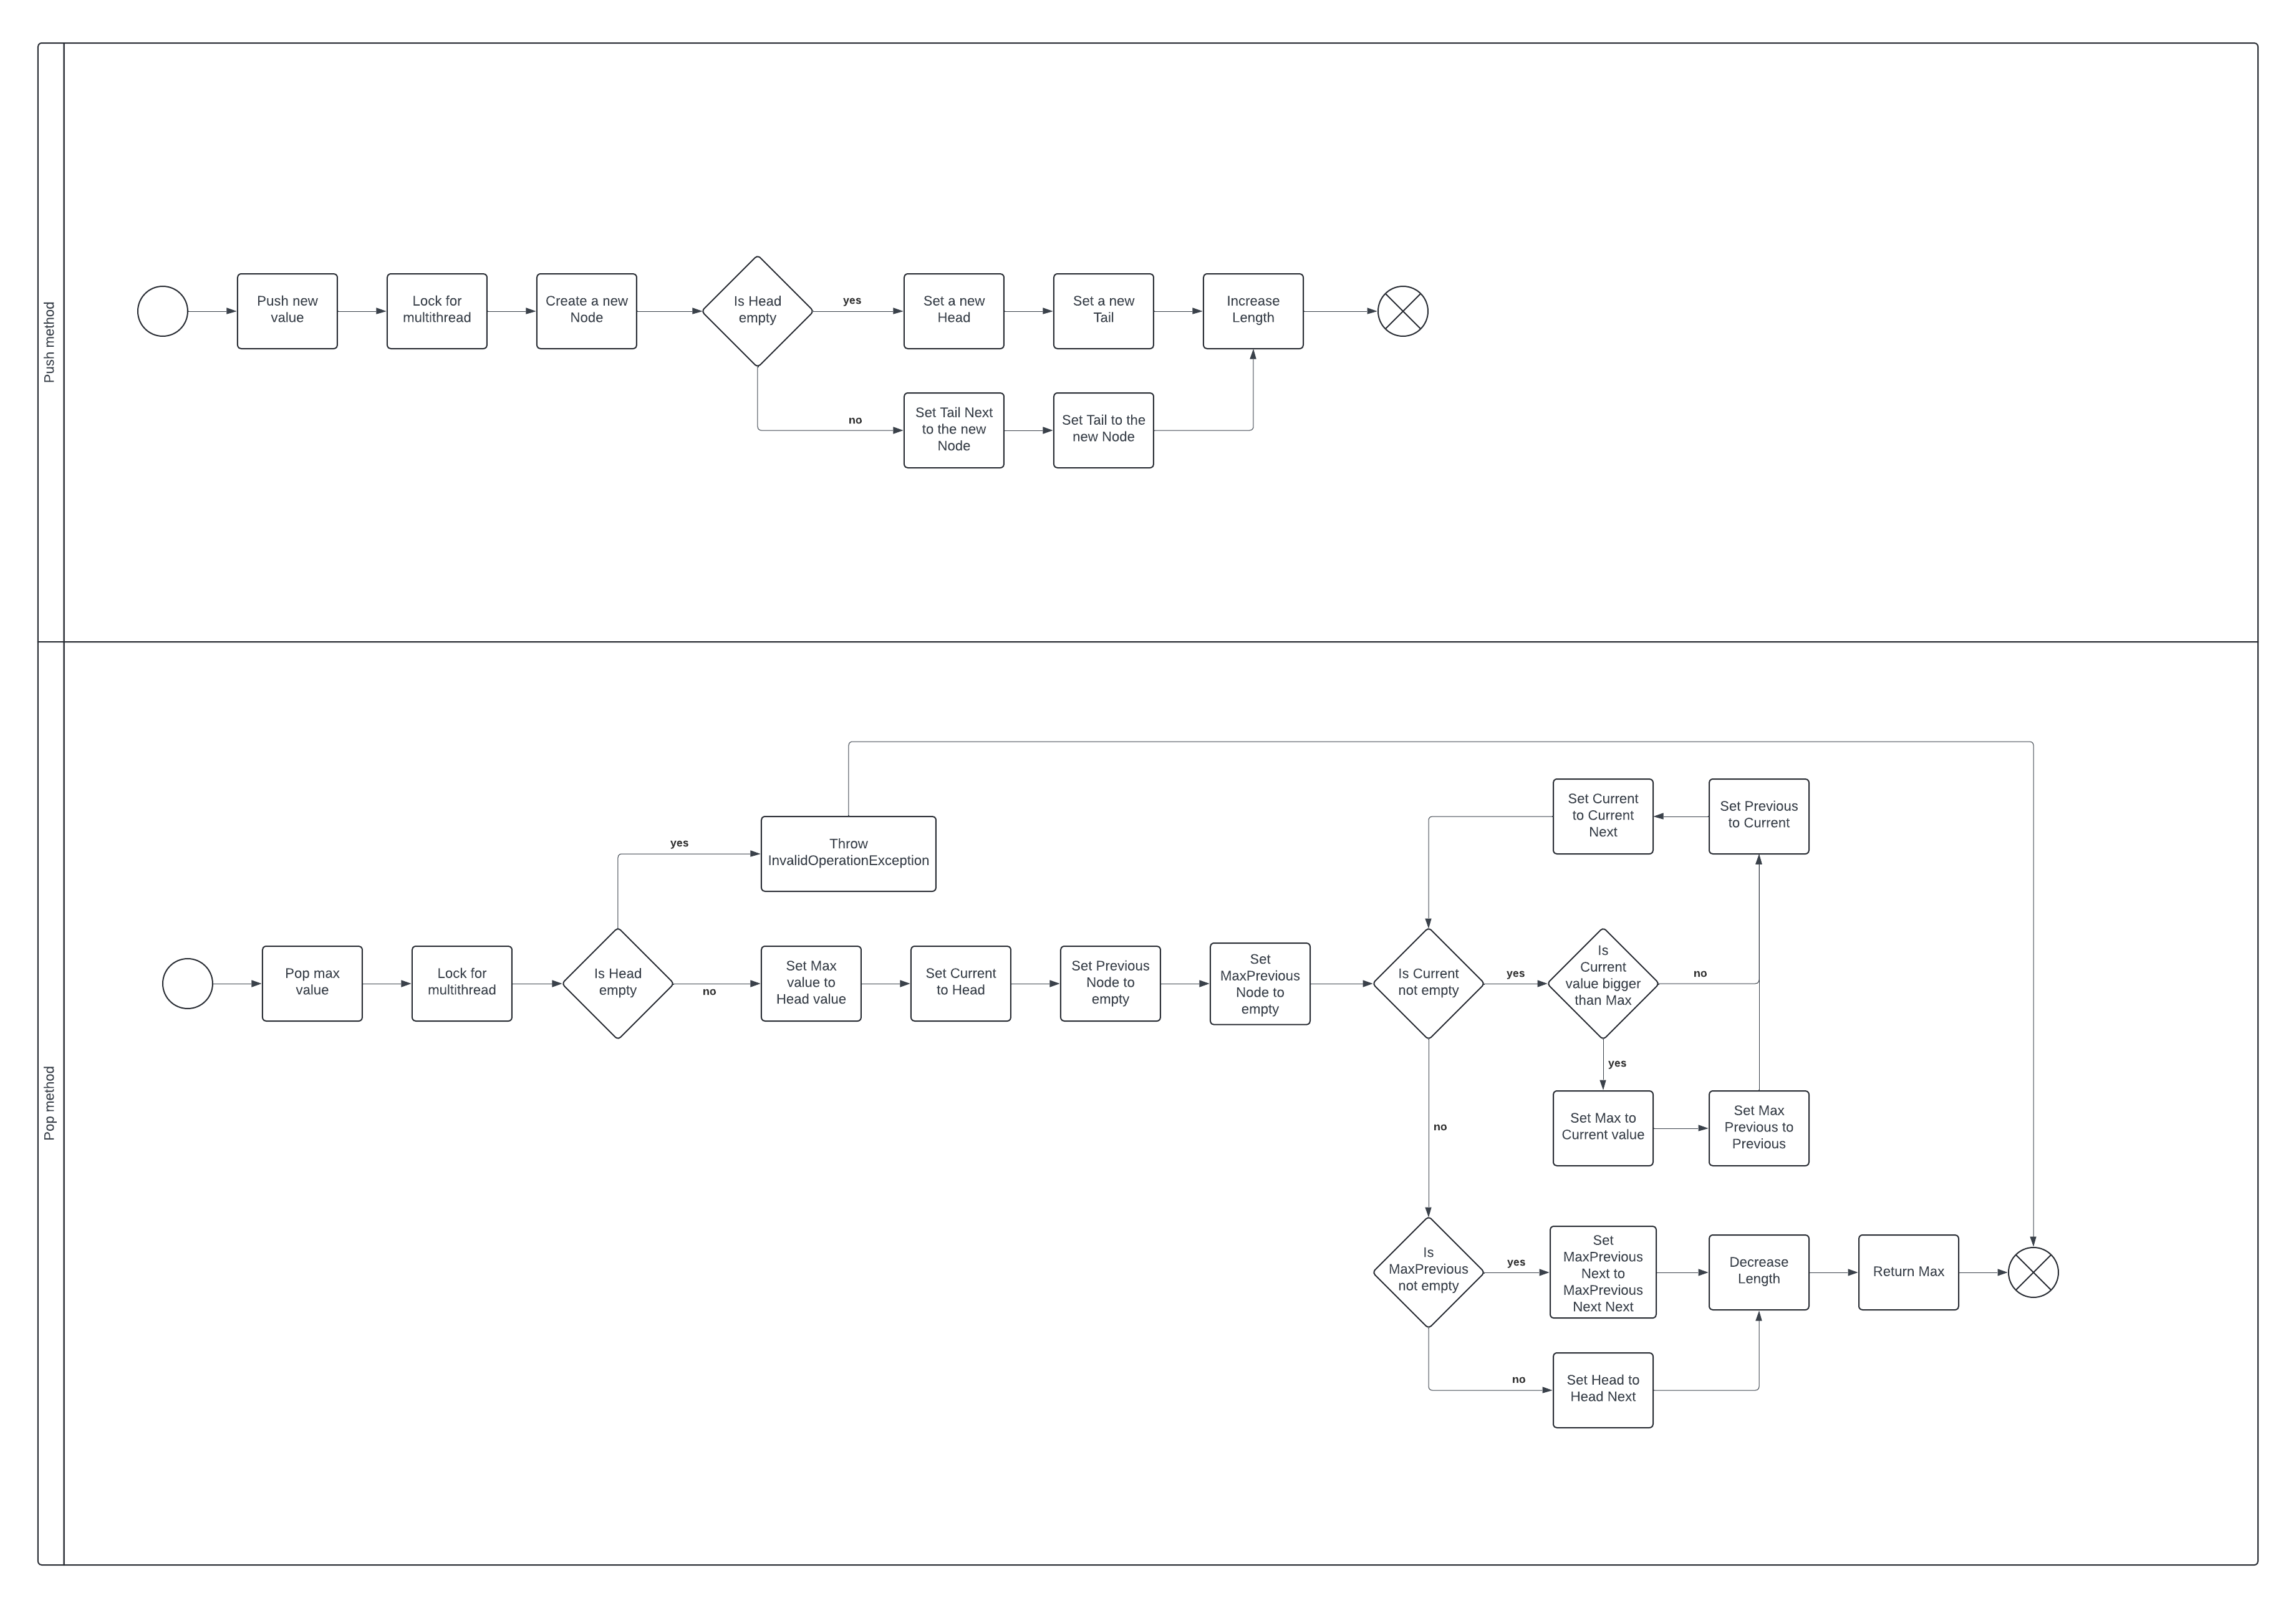 Push method
Push new
value
Lock for
multithread
Create a new
Node
Is Head
empty
yes
Set a new
Head
Set a new
Tail
Increase
Length
no
Set Tail Next
to the new
Node
Set Tail to the
new Node
Pop method
Pop max
value
Lock for
multithread
Is Head
empty
yes
Throw
InvalidOperationException
no
Set Max
value to
Head value
Set Current
to Head
Set Previous
Node to
empty
Set
MaxPrevious
Node to
empty
Is Current
not empty
yes
Is
Current
value bigger
than Max
no
Set Previous
to Current
Set Current
to Current
Next
yes
Set Max to
Current value
Set Max
Previous to
Previous
no
Is
MaxPrevious
not empty
yes
Set
MaxPrevious
Next to
MaxPrevious
Next Next
Decrease
Length
Return Max
no
Set Head to
Head Next